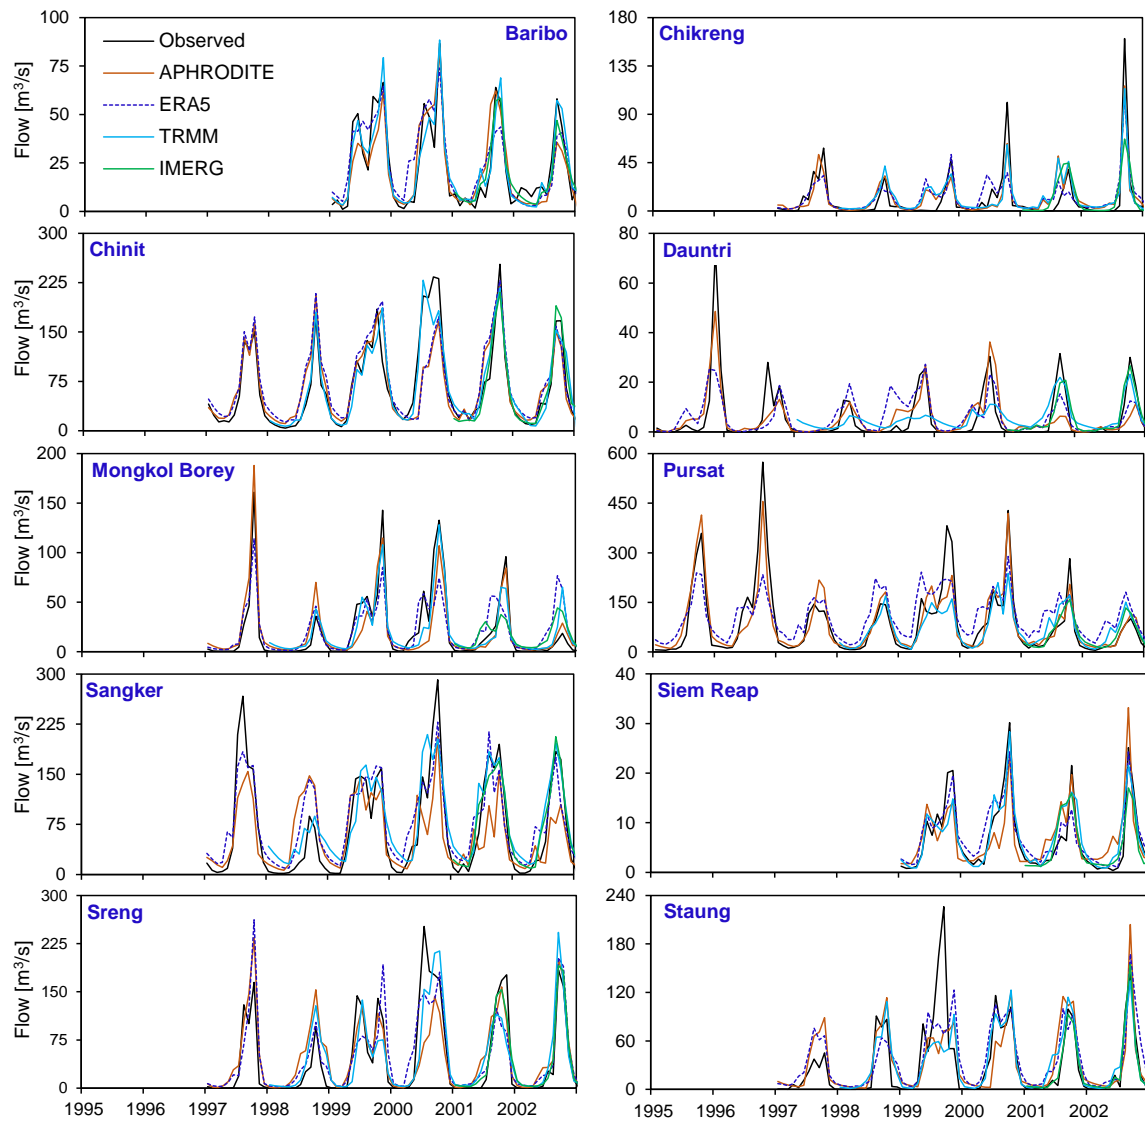 Flow [m³/s]
100
75
50
25
0
Observed
APHRODITE
ERA5
TRMM
IMERG
Baribo
180
135
90
45
0
Chikreng
Flow [m³/s]
300
225
150
75
0
Chinit
80
60
40
20
0
Dauntri
Flow [m³/s]
200
150
100
50
0
Mongkol Borey
600
450
300
150
0
Pursat
Flow [m³/s]
300
225
150
75
0
Sangker
40
30
20
10
0
Siem Reap
Flow [m³/s]
300
225
150
75
0
Sreng
240
180
120
60
0
Staung
1995 1996 1997 1998 1999 2000 2001 2002
1995 1996 1997 1998 1999 2000 2001 2002